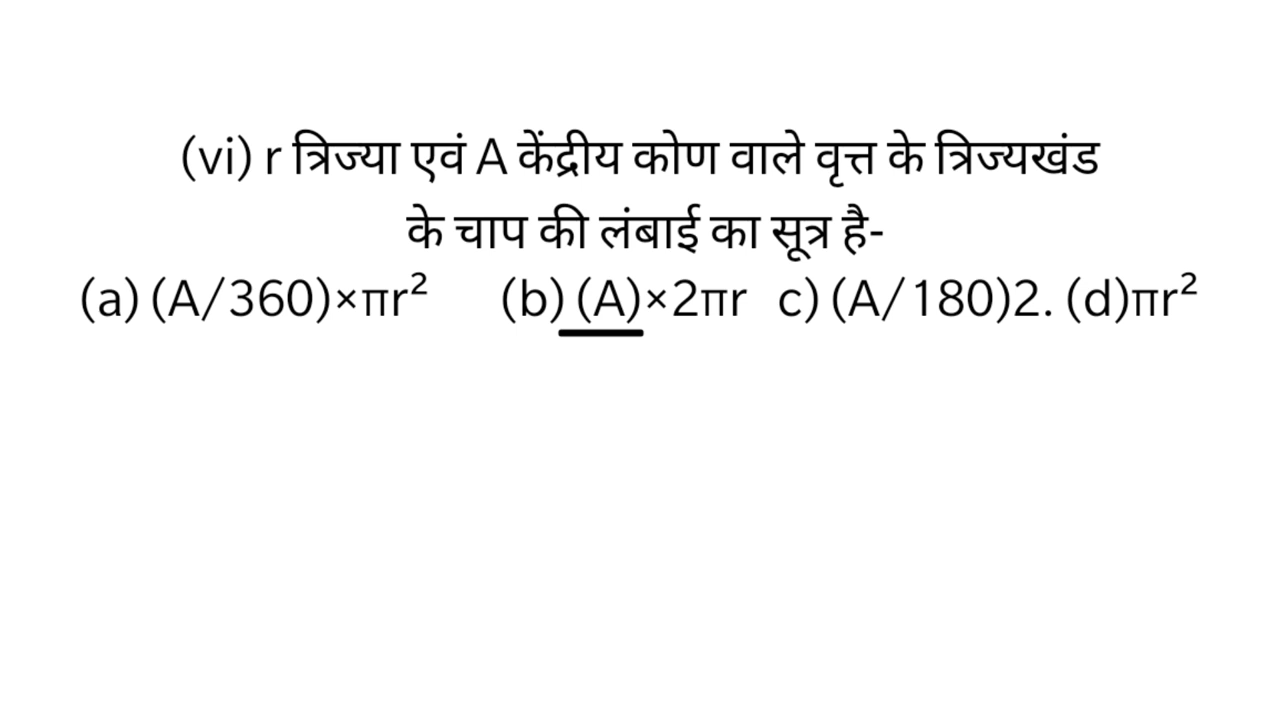 (vi) r त्रिज्या एवं A केंद्रीय कोण वाले वृत्त के त्रिज्यखंड
के चाप की लंबाई का सूत्र है-
(a) (A/360)×πr² (b) (A)×2πr c) (A/180)2. (d)πr²